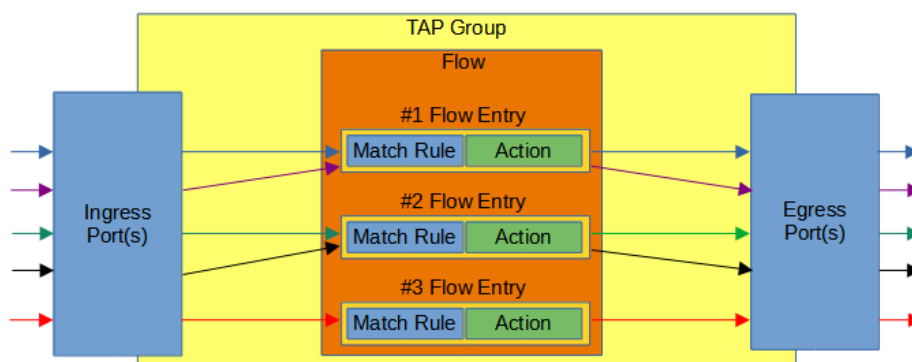 TAP Group
Flow
#1 Flow Entry
Match Rule
Action
Ingress
Port(s)
#2 Flow Entry
Match Rule
Action
Egress
Port(s)
#3 Flow Entry
Match Rule
Action